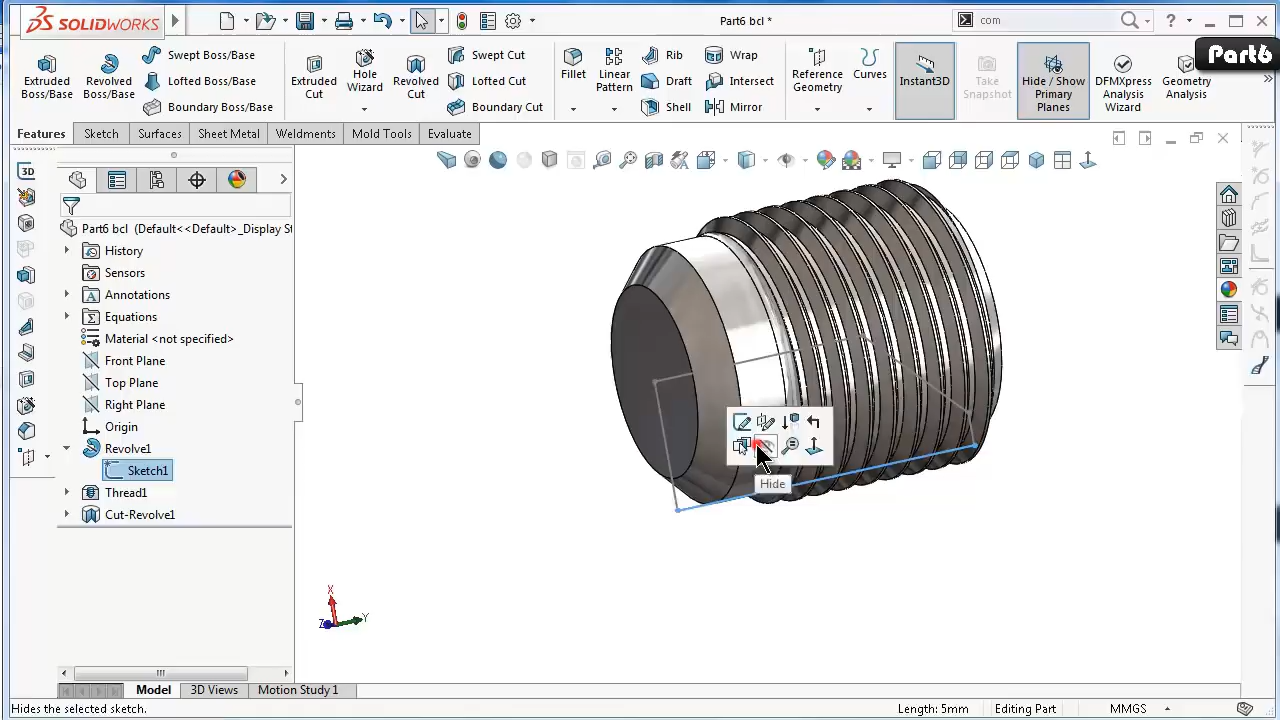 SOLIDWORKS
Part6 bcl *
com
Part6
Extruded Boss/Base
Revolved Boss/Base
Swept Boss/Base
Lofted Boss/Base
Boundary Boss/Base
Extruded Cut
Hole Wizard
Revolved Cut
Swept Cut
Lofted Cut
Boundary Cut
Fillet
Linear Pattern
Rib
Draft
Shell
Wrap
Intersect
Mirror
Reference Geometry
Curves
Instant3D
Take Snapshot
Hide / Show Primary Planes
DFMXpress Analysis Wizard
Geometry Analysis
Features
Sketch
Surfaces
Sheet Metal
Weldments
Mold Tools
Evaluate
3D
Part6 bcl (Default<<Default>_Display St
History
Sensors
Annotations
Equations
Material <not specified>
Front Plane
Top Plane
Right Plane
Origin
Revolve1
Sketch1
Thread1
Cut-Revolve1
Hide
X
Y
Z
Model
3D Views
Motion Study 1
Hides the selected sketch.
Length: 5mm
Editing Part
MMGS